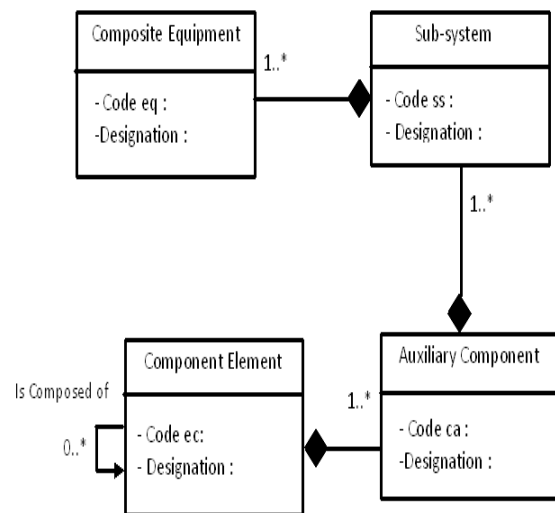 Composite Equipment
- Code eq :
-Designation :
1..*
Sub-system
- Code ss :
- Designation :
1..*
Is Composed of
0..*
Component Element
- Code ec:
- Designation :
1..*
Auxiliary Component
- Code ca :
-Designation :